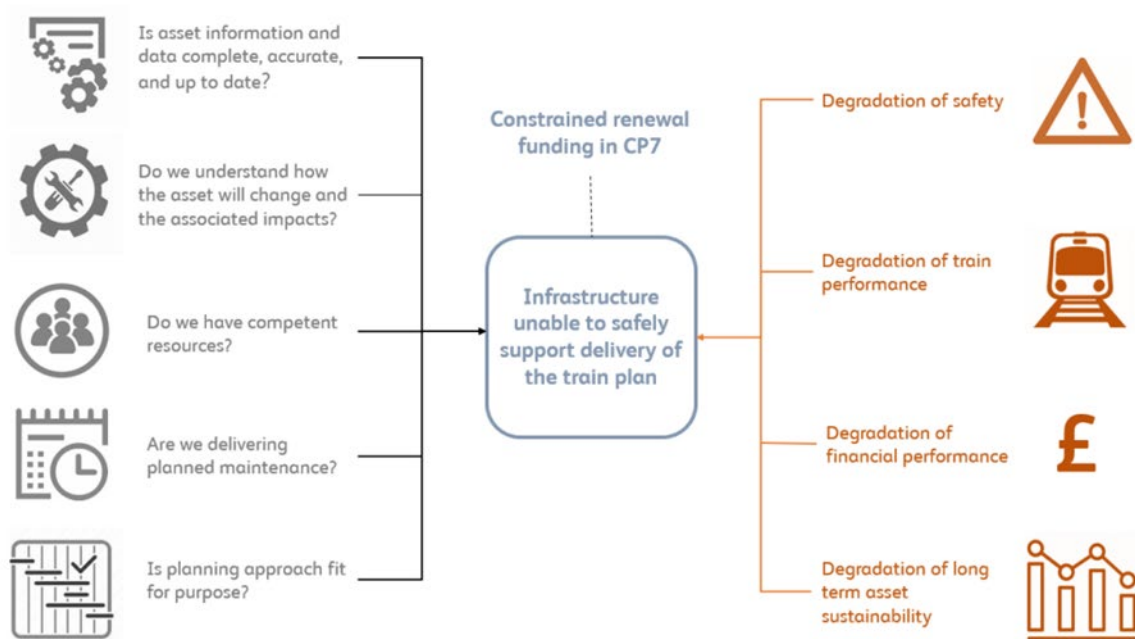 Is asset information and
data complete, accurate,
and up to date?
Do we understand how
the asset will change and
the associated impacts?
Do we have competent
resources?
Are we delivering
planned maintenance?
Is planning approach fit
for purpose?
Constrained renewal
funding in CP7
Infrastructure
unable to safely
support delivery of
the train plan
Degradation of safety
Degradation of train
performance
Degradation of
financial performance
£
Degradation of long
term asset
sustainability